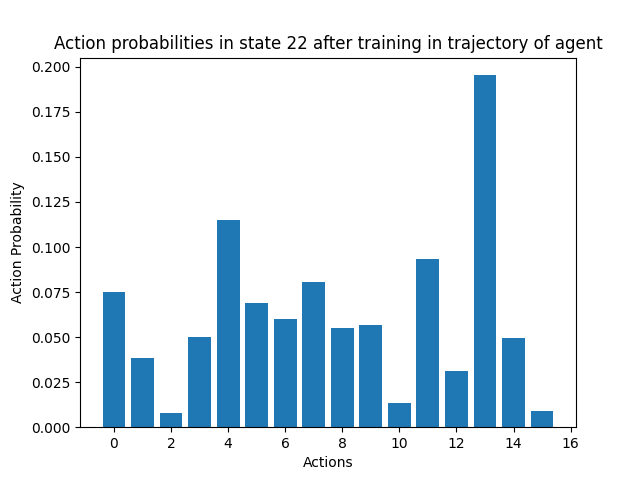 Action probabilities in state 22 after training in trajectory of agent
0.200
0.175
0.150
0.125
0.100
0.075
0.050
0.025
0.000
Action Probability
0 2 4 6 8 10 12 14 16
Actions